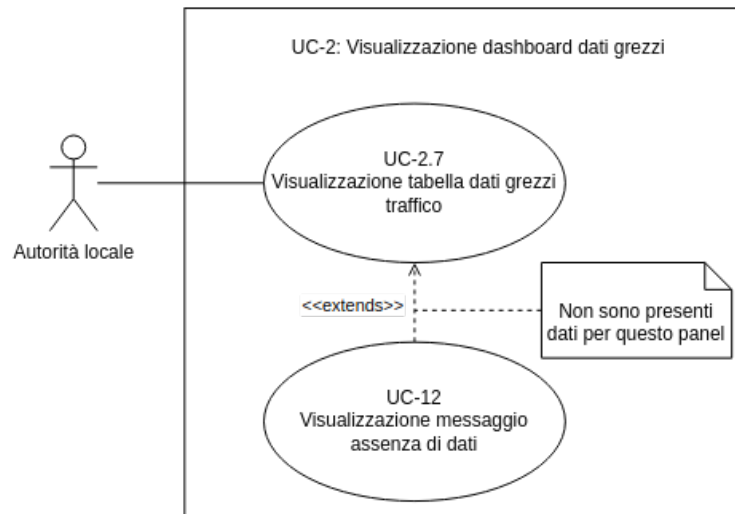 UC-2: Visualizzazione dashboard dati grezzi
UC-2.7
Visualizzazione tabella dati grezzi
traffico
Autorità locale
<<extends>>
Non sono presenti
dati per questo panel
UC-12
Visualizzazione messaggio
assenza di dati